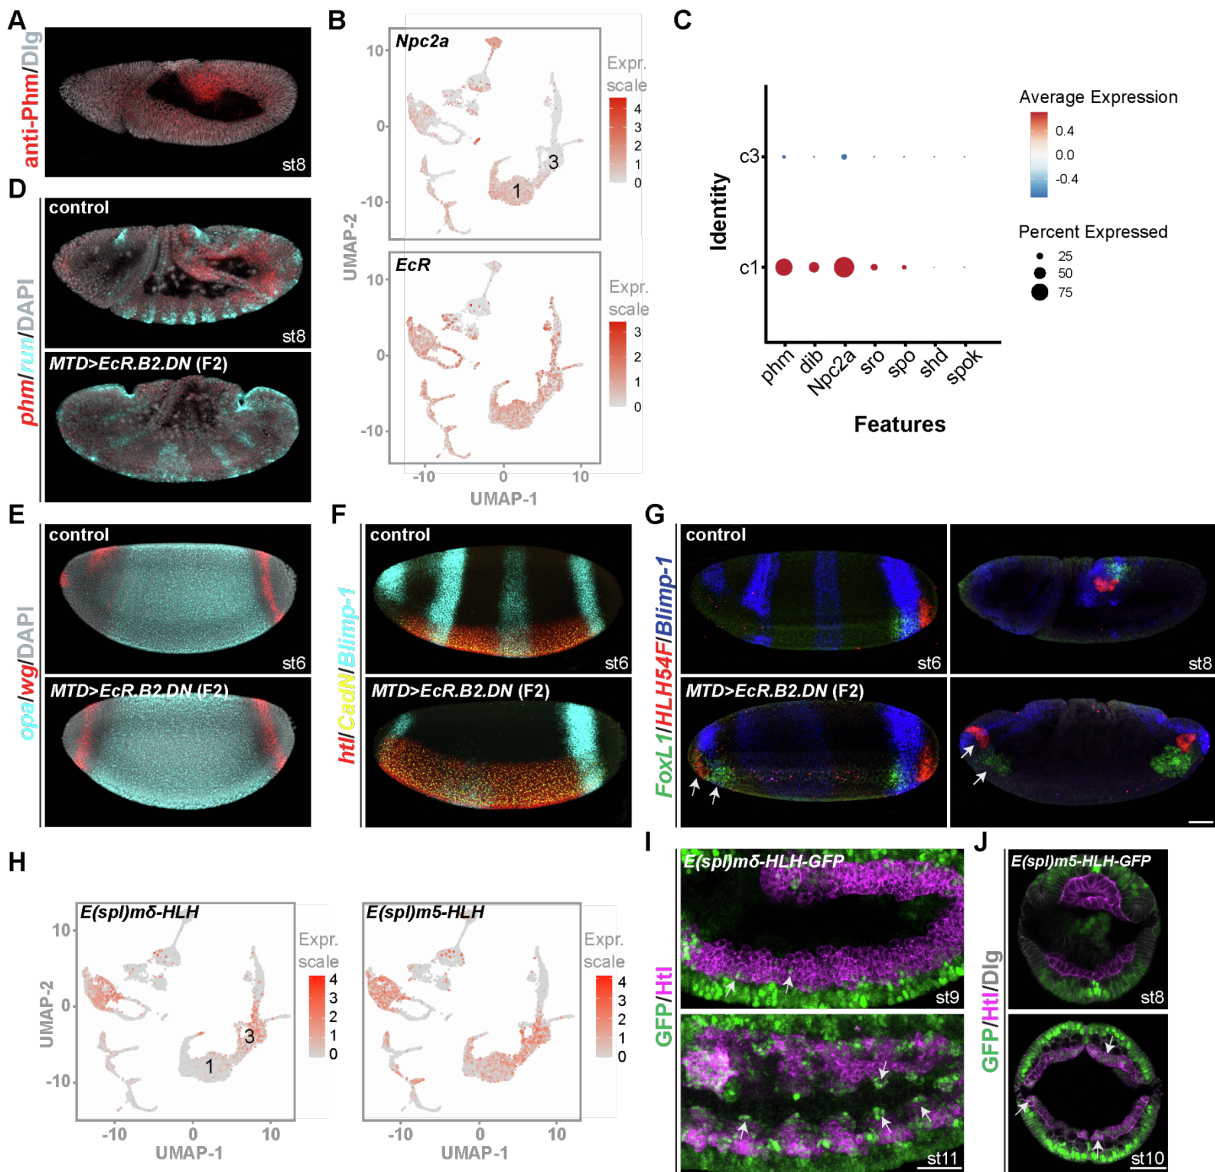 A
anti-Phm/Dlg
st8
B
Npc2a
Expr.
scale
4
3
2
1
0
10
0
-10
1
3
EcR
Expr.
scale
3
2
1
0
10
0
-10
-10
0
10
UMAP-2
UMAP-1
C
c3
c1
Identity
phm
dib
Npc2a
sro
spo
shd
spok
Features
Average Expression
0.4
0.0
-0.4
Percent Expressed
25
50
75
D
phm/run/DAPI
control
st8
MTD>EcR.B2.DN (F2)
E
opa/wg/DAPI
control
st6
MTD>EcR.B2.DN (F2)
F
htl/CadN/Blimp-1
control
st6
MTD>EcR.B2.DN (F2)
G
FoxL1/HLH54F/Blimp-1
control
st6
st8
MTD>EcR.B2.DN (F2)
H
E(spl)mδ-HLH
Expr.
scale
4
3
2
1
0
10
0
-10
3
1
-10
0
10
UMAP-2
UMAP-1
E(spl)m5-HLH
Expr.
scale
4
3
2
1
0
-10
0
10
UMAP-1
I
GFP/Htl
E(spl)mδ-HLH-GFP
st9
st11
J
GFP/Htl/Dlg
E(spl)m5-HLH-GFP
st8
st10